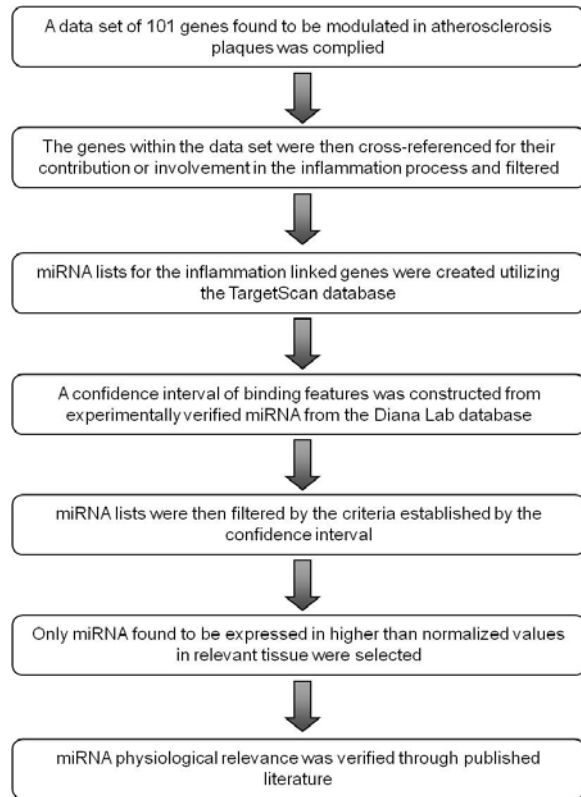 A data set of 101 genes found to be modulated in atherosclerosis
plaques was complied
The genes within the data set were then cross-referenced for their
contribution or involvement in the inflammation process and filtered
miRNA lists for the inflammation linked genes were created utilizing
the TargetScan database
A confidence interval of binding features was constructed from
experimentally verified miRNA from the Diana Lab database
miRNA lists were then filtered by the criteria established by the
confidence interval
Only miRNA found to be expressed in higher than normalized values
in relevant tissue were selected
miRNA physiological relevance was verified through published
literature